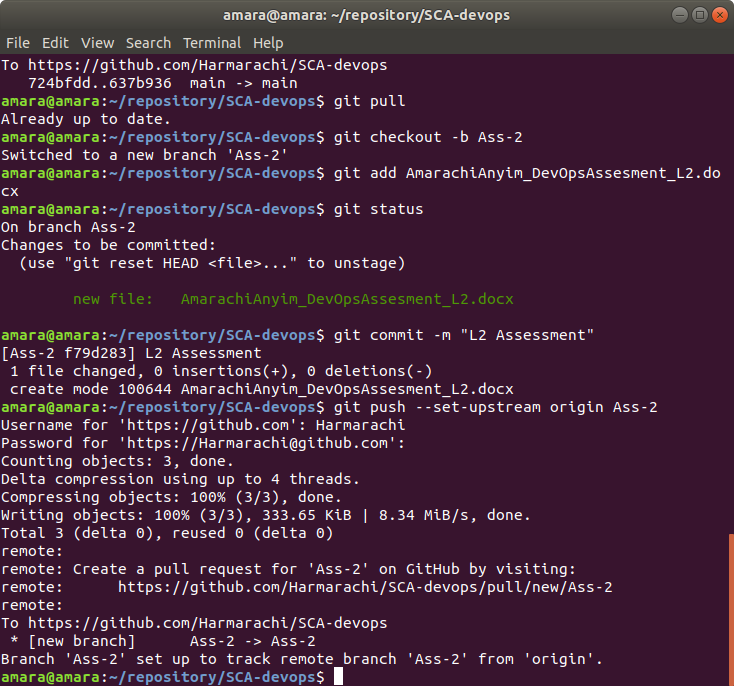 amara@amara: ~/repository/SCA-devops
File Edit View Search Terminal Help
To https://github.com/Harmarachi/SCA-devops
   724bfdd..637b936  main -> main
amara@amara:~/repository/SCA-devops$ git pull
Already up to date.
amara@amara:~/repository/SCA-devops$ git checkout -b Ass-2
Switched to a new branch 'Ass-2'
amara@amara:~/repository/SCA-devops$ git add AmarachiAnyim_DevOpsAssesment_L2.do
cx
amara@amara:~/repository/SCA-devops$ git status
On branch Ass-2
Changes to be committed:
  (use "git reset HEAD <file>..." to unstage)
        new file:   AmarachiAnyim_DevOpsAssesment_L2.docx
amara@amara:~/repository/SCA-devops$ git commit -m "L2 Assessment"
[Ass-2 f79d283] L2 Assessment
 1 file changed, 0 insertions(+), 0 deletions(-)
 create mode 100644 AmarachiAnyim_DevOpsAssesment_L2.docx
amara@amara:~/repository/SCA-devops$ git push --set-upstream origin Ass-2
Username for 'https://github.com': Harmarachi
Password for 'https://Harmarachi@github.com':
Counting objects: 3, done.
Delta compression using up to 4 threads.
Compressing objects: 100% (3/3), done.
Writing objects: 100% (3/3), 333.65 KiB | 8.34 MiB/s, done.
Total 3 (delta 0), reused 0 (delta 0)
remote:
remote: Create a pull request for 'Ass-2' on GitHub by visiting:
remote:      https://github.com/Harmarachi/SCA-devops/pull/new/Ass-2
remote:
To https://github.com/Harmarachi/SCA-devops
 * [new branch]      Ass-2 -> Ass-2
Branch 'Ass-2' set up to track remote branch 'Ass-2' from 'origin'.
amara@amara:~/repository/SCA-devops$